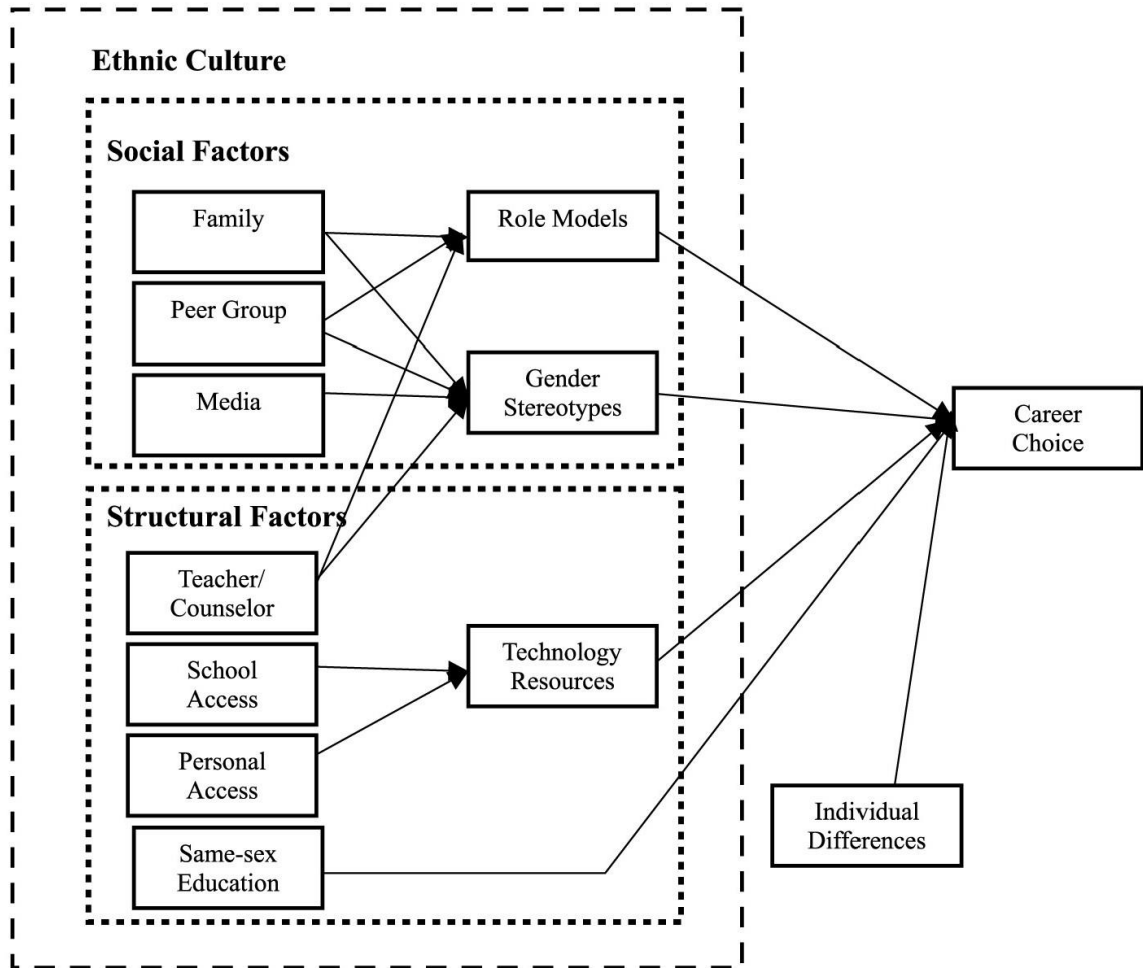 Ethnic Culture
Social Factors
Family
Role Models
Peer Group
Media
Gender
Stereotypes
Career
Choice
Structural Factors
Teacher/
Counselor
School
Access
Technology
Resources
Personal
Access
Same-sex
Education
Individual
Differences